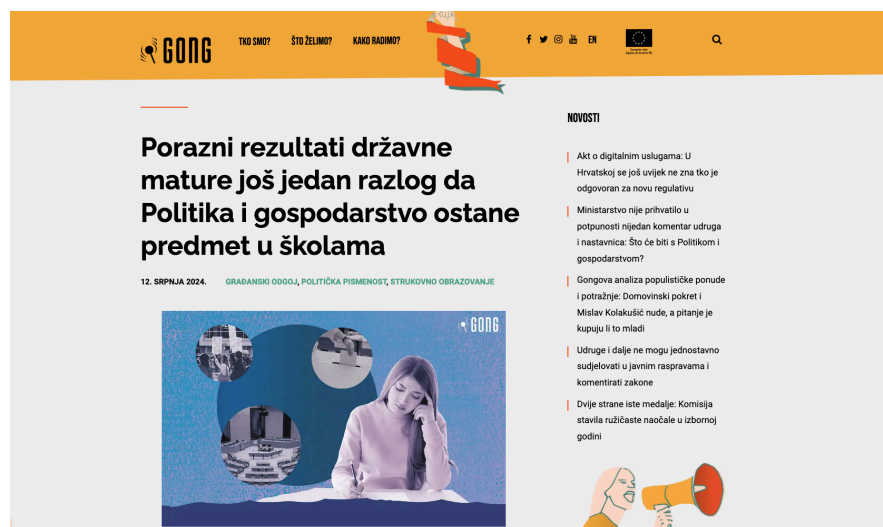 GONG
TKO SMO?
ŠTO ŽELIMO?
KAKO RADIMO?
EN
Porazni rezultati državne
mature još jedan razlog da
Politika i gospodarstvo ostane
predmet u školama
12. SRPNJA 2024.
GRAĐANSKI ODGOJ, POLITIČKA PISMENOST, STRUKOVNO OBRAZOVANJE
GONG
NOVOSTI
Akt o digitalnim uslugama: U
Hrvatskoj se još uvijek ne zna tko je
odgovoran za novu regulativu
Ministarstvo nije prihvatilo u
potpunosti nijedan komentar udruga
i nastavnica: Što će biti s Politikom i
gospodarstvom?
Gongova analiza populističke ponude
i potražnje: Domovinski pokret i
Mislav Kolakušić nude, a pitanje je
kupuju li to mladi
Udruge i dalje ne mogu jednostavno
sudjelovati u javnim raspravama i
komentirati zakone
Dvije strane iste medalje: Komisija
stavila ružičaste naočale u izbornoj
godini